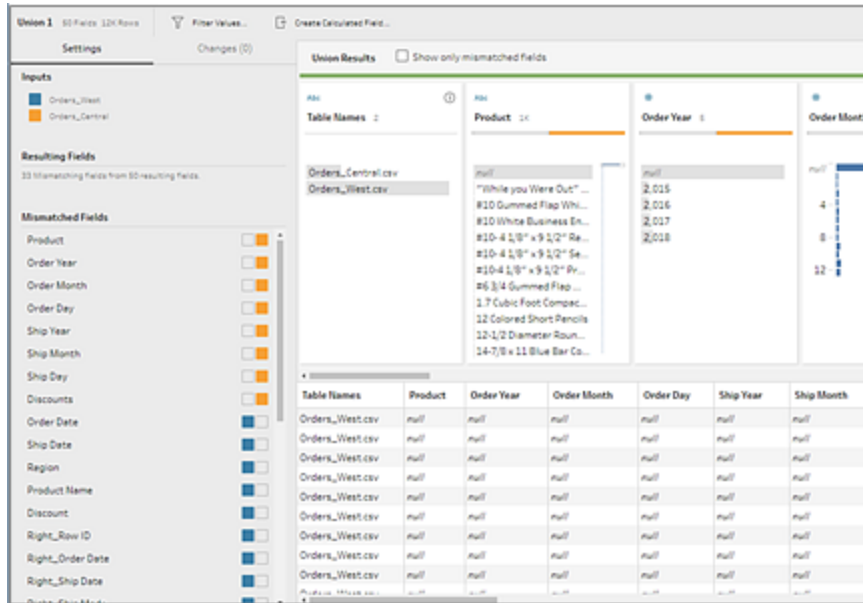 Union 1 50 Fields 12K Rows Filter Values... Create Calculated Field...
Settings Changes (0)
Inputs
Orders_West
Orders_Central
Resulting Fields
33 Mismatching fields from 50 resulting fields.
Mismatched Fields
Product
Order Year
Order Month
Order Day
Ship Year
Ship Month
Ship Day
Discounts
Order Date
Ship Date
Region
Product Name
Discount
Right_Row ID
Right_Order Date
Right_Ship Date
Union Results Show only mismatched fields
Abc
Table Names 2
Orders_Central.csv
Orders_West.csv
Abc
Product 1K
null
"While you Were Out" ...
#10 Gummed Flap Whi...
#10 White Business En...
#10- 4 1/8" x 9 1/2" Re...
#10- 4 1/8" x 9 1/2" Se...
#10-4 1/8" x 9 1/2" Pr...
#6 3/4 Gummed Flap ...
1.7 Cubic Foot Compac...
12 Colored Short Pencils
12-1/2 Diameter Roun...
14-7/8 x 11 Blue Bar Co...
Order Year 5
null
2,015
2,016
2,017
2,018
Order Mont
null
4
8
12
Table Names Product Order Year Order Month Order Day Ship Year Ship Month
Orders_West.csv null null null null null null
Orders_West.csv null null null null null null
Orders_West.csv null null null null null null
Orders_West.csv null null null null null null
Orders_West.csv null null null null null null
Orders_West.csv null null null null null null
Orders_West.csv null null null null null null
Orders_West.csv null null null null null null
Orders_West.csv null null null null null null